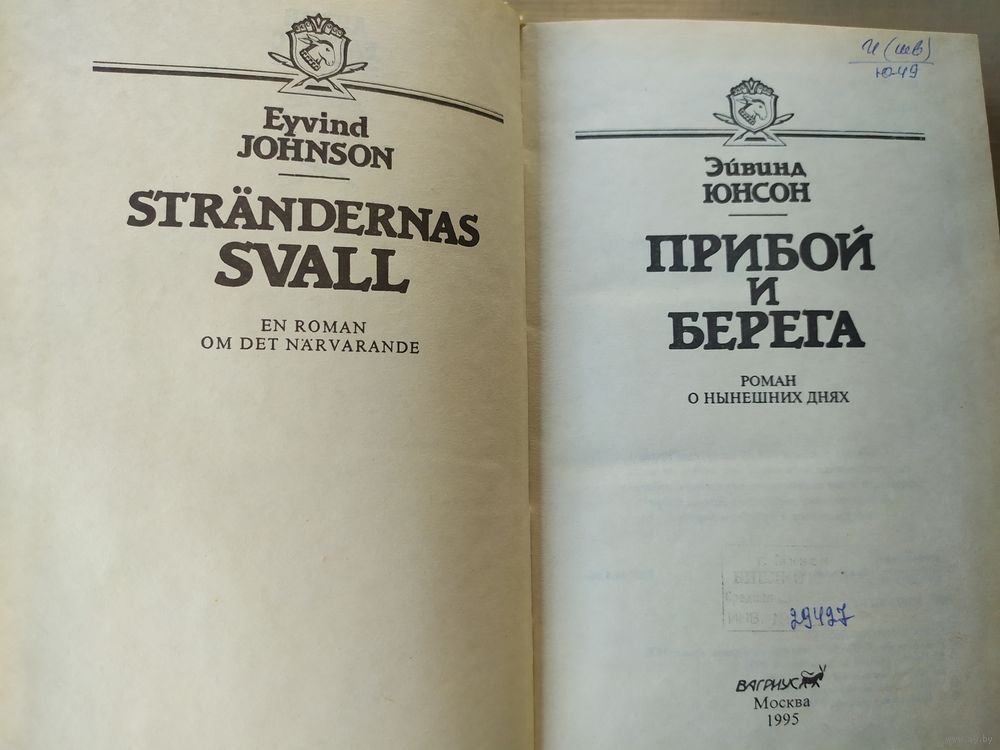 Eyvind
JOHNSON
STRÄNDERNAS
SVALL
EN ROMAN
OM DET NÄRVARANDE
И (шв)
Ю-49
Эйвинд
ЮНСОН
ПРИБОЙ
И
БЕРЕГА
РОМАН
О НЫНЕШНИХ ДНЯХ
29427
ВАГРИУС
Москва
1995